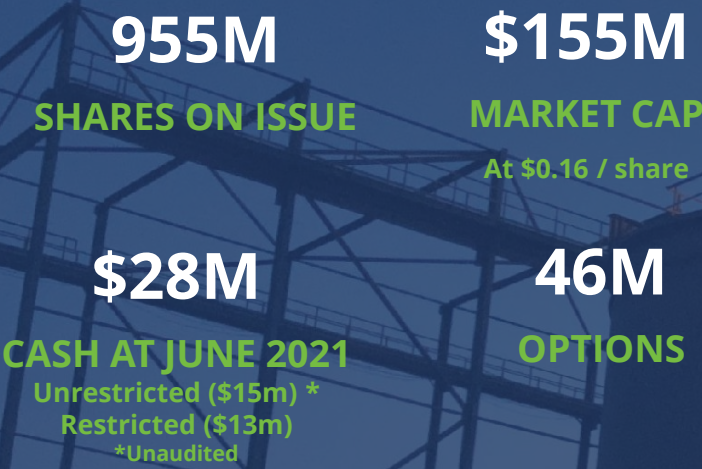 955M
SHARES ON ISSUE
$155M
MARKET CAP
At $0.16 / share
$28M
CASH AT JUNE 2021
Unrestricted ($15m) *
Restricted ($13m)
*Unaudited
46M
OPTIONS